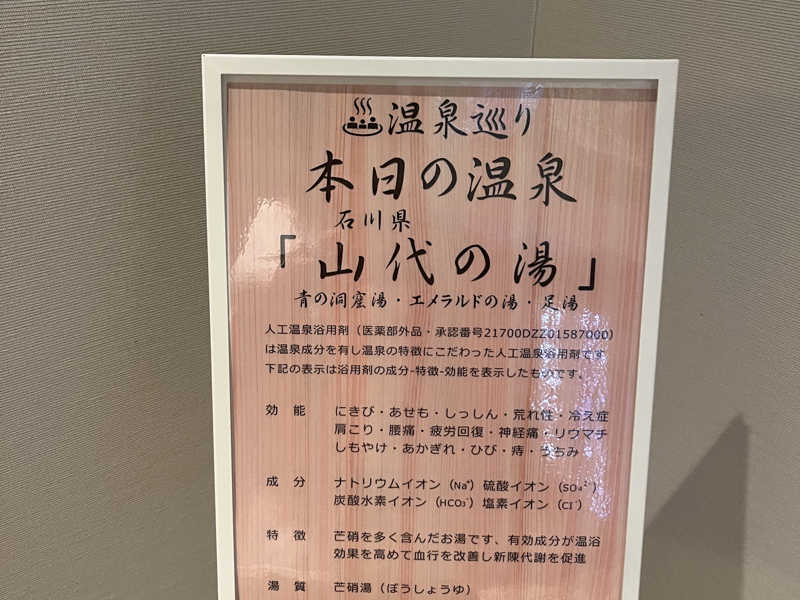 温泉巡り
本日の温泉
石川県
「山代の湯」
青の洞窟湯・エメラルドの湯・足湯
人工温泉浴用剤（医薬部外品・承認番号21700DZZ01587000）
は温泉成分を有し温泉の特徴にこだわった人工温泉浴用剤です
下記の表示は浴用剤の成分-特徴-効能を表示したものです。
効 能 にきび・あせも・しっしん・荒れ性・冷え症
肩こり・腰痛・疲労回復・神経痛・リウマチ
しもやけ・あかぎれ・ひび・痔・うちみ
成 分 ナトリウムイオン（Na⁺）硫酸イオン（SO₄²⁻）
炭酸水素イオン（HCO₃⁻）塩素イオン（Cl⁻）
特 徴 芒硝を多く含んだお湯です、有効成分が温浴
効果を高めて血行を改善し新陳代謝を促進
湯 質 芒硝湯（ぼうしょうゆ）